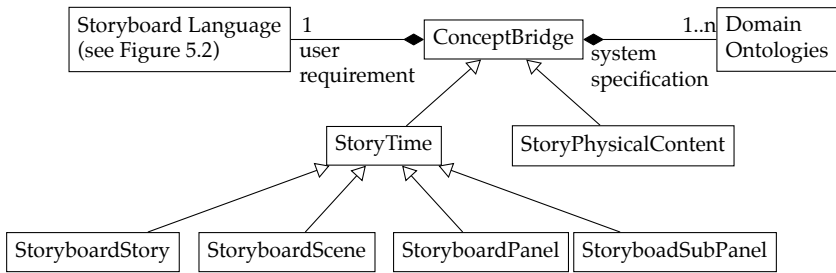 Storyboard Language
(see Figure 5.2)
1
user
requirement
ConceptBridge
system
specification
1..n
Domain
Ontologies
StoryTime
StoryPhysicalContent
StoryboardStory
StoryboardScene
StoryboardPanel
StoryboadSubPanel